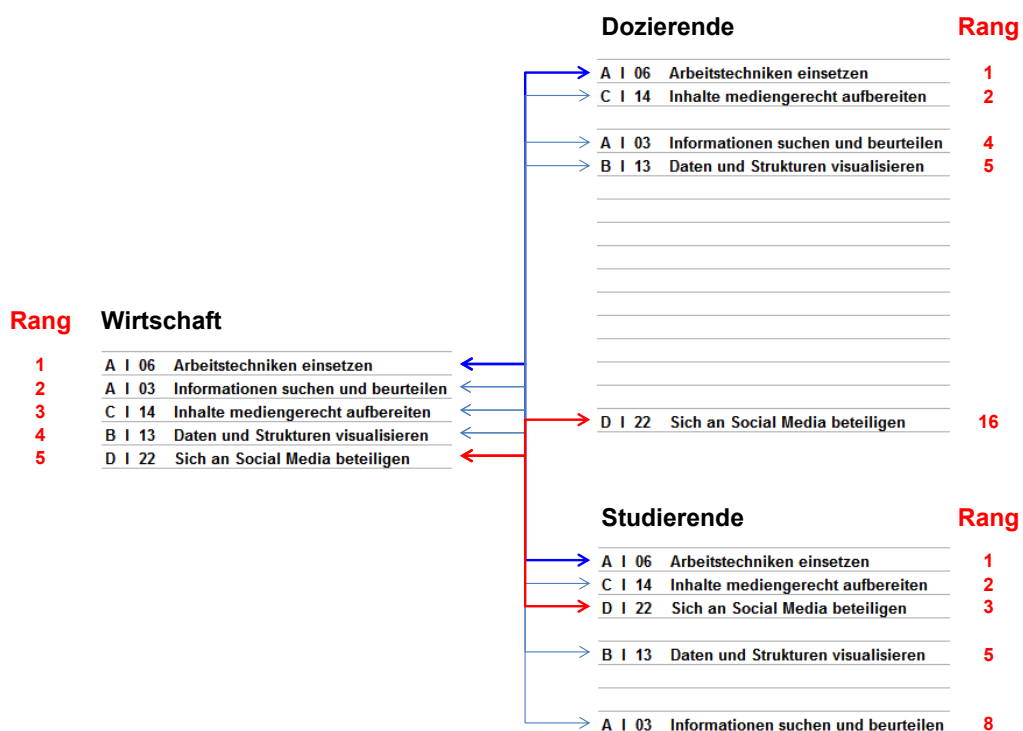 Dozierende Rang
A I 06 Arbeitstechniken einsetzen 1
C I 14 Inhalte mediengerecht aufbereiten 2
A I 03 Informationen suchen und beurteilen 4
B I 13 Daten und Strukturen visualisieren 5
D I 22 Sich an Social Media beteiligen 16
Rang Wirtschaft
1 A I 06 Arbeitstechniken einsetzen
2 A I 03 Informationen suchen und beurteilen
3 C I 14 Inhalte mediengerecht aufbereiten
4 B I 13 Daten und Strukturen visualisieren
5 D I 22 Sich an Social Media beteiligen
Studierende Rang
A I 06 Arbeitstechniken einsetzen 1
C I 14 Inhalte mediengerecht aufbereiten 2
D I 22 Sich an Social Media beteiligen 3
B I 13 Daten und Strukturen visualisieren 5
A I 03 Informationen suchen und beurteilen 8